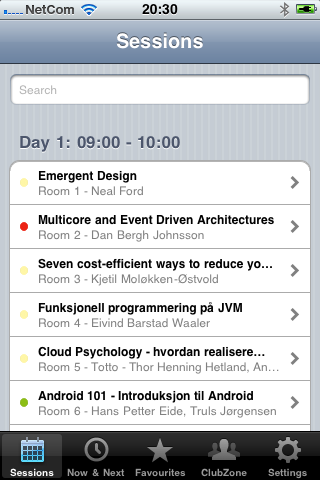 NetCom 20:30
Sessions
Search
Day 1: 09:00 - 10:00
Emergent Design
Room 1 - Neal Ford
Multicore and Event Driven Architectures
Room 2 - Dan Bergh Johnsson
Seven cost-efficient ways to reduce yo…
Room 3 - Kjetil Moløkken-Østvold
Funksjonell programmering på JVM
Room 4 - Eivind Barstad Waaler
Cloud Psychology - hvordan realisere…
Room 5 - Totto - Thor Henning Hetland, An…
Android 101 - Introduksjon til Android
Room 6 - Hans Petter Eide, Truls Jørgensen
Sessions Now & Next Favourites ClubZone Settings